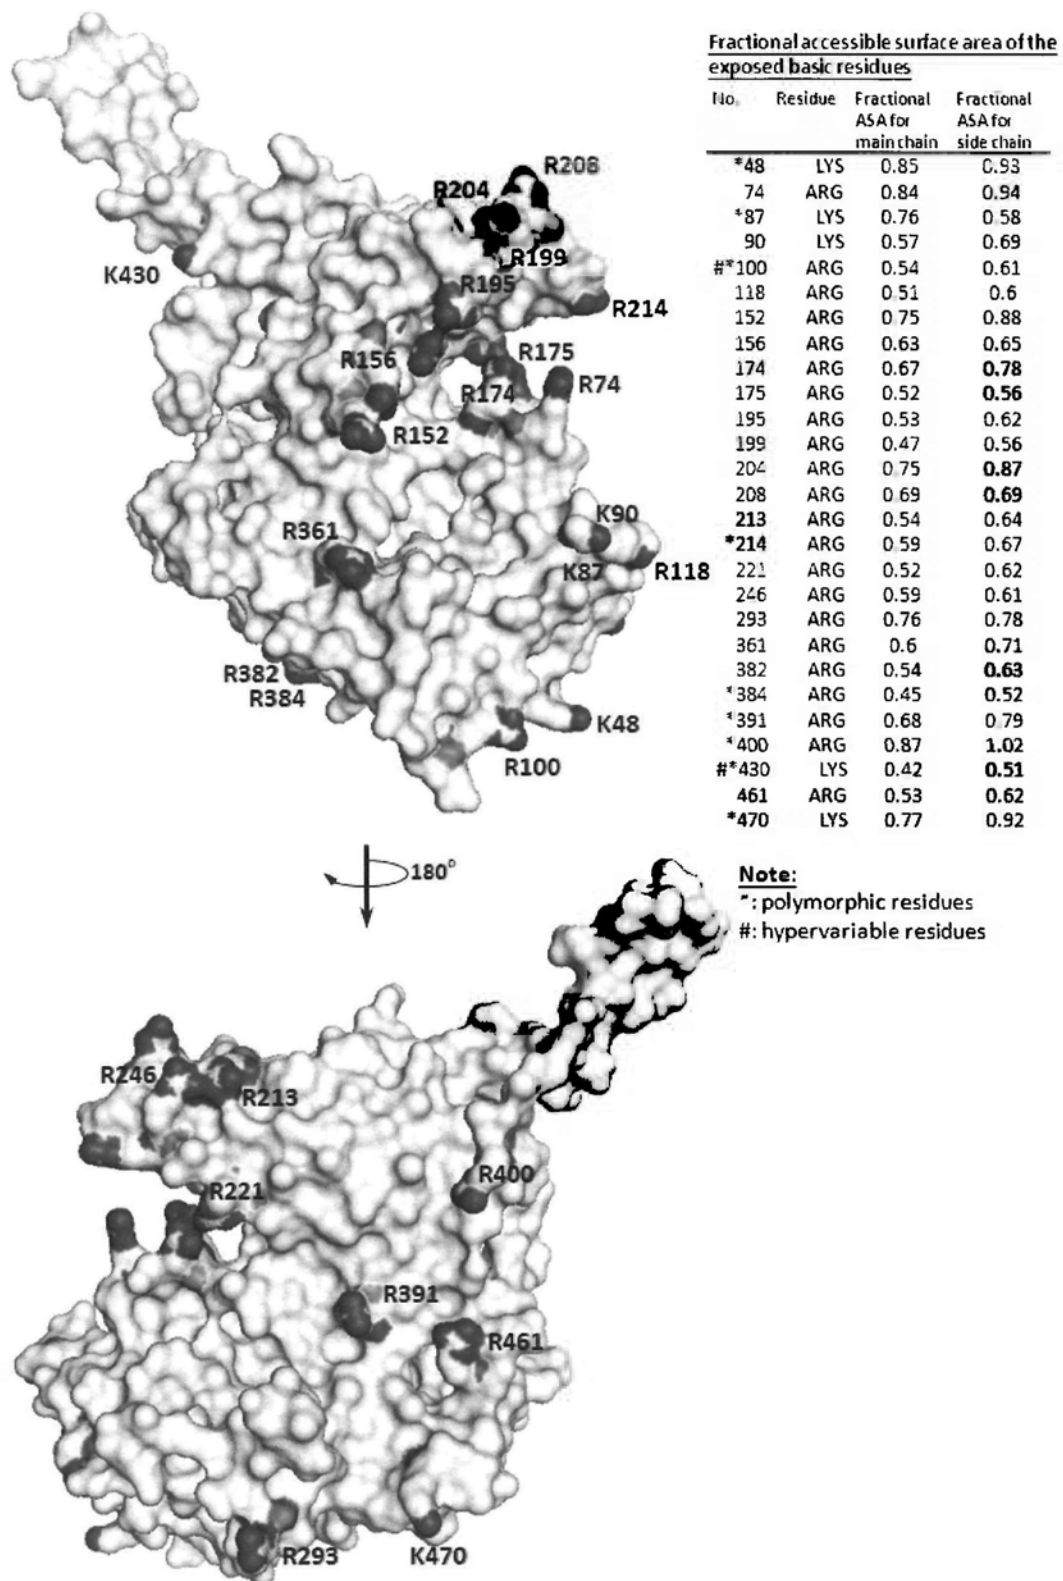 Fractional accessible surface area of the
exposed basic residues
No. Residue Fractional ASA for main chain Fractional ASA for side chain
*48 LYS 0.85 0.93
74 ARG 0.84 0.94
*87 LYS 0.76 0.58
90 LYS 0.57 0.69
#*100 ARG 0.54 0.61
118 ARG 0.51 0.6
152 ARG 0.75 0.88
156 ARG 0.63 0.65
174 ARG 0.67 0.78
175 ARG 0.52 0.56
195 ARG 0.53 0.62
199 ARG 0.47 0.56
204 ARG 0.75 0.87
208 ARG 0.69 0.69
213 ARG 0.54 0.64
*214 ARG 0.59 0.67
221 ARG 0.52 0.62
246 ARG 0.59 0.61
293 ARG 0.76 0.78
361 ARG 0.6 0.71
382 ARG 0.54 0.63
*384 ARG 0.45 0.52
*391 ARG 0.68 0.79
*400 ARG 0.87 1.02
#*430 LYS 0.42 0.51
461 ARG 0.53 0.62
*470 LYS 0.77 0.92
Note:
*: polymorphic residues
#: hypervariable residues
R208
R204
R199
K430
R195
R214
R156
R175
R174
R74
R152
K90
R361
K87
R118
R382
R384
K48
R100
180°
R246
R213
R221
R400
R391
R461
R293
K470